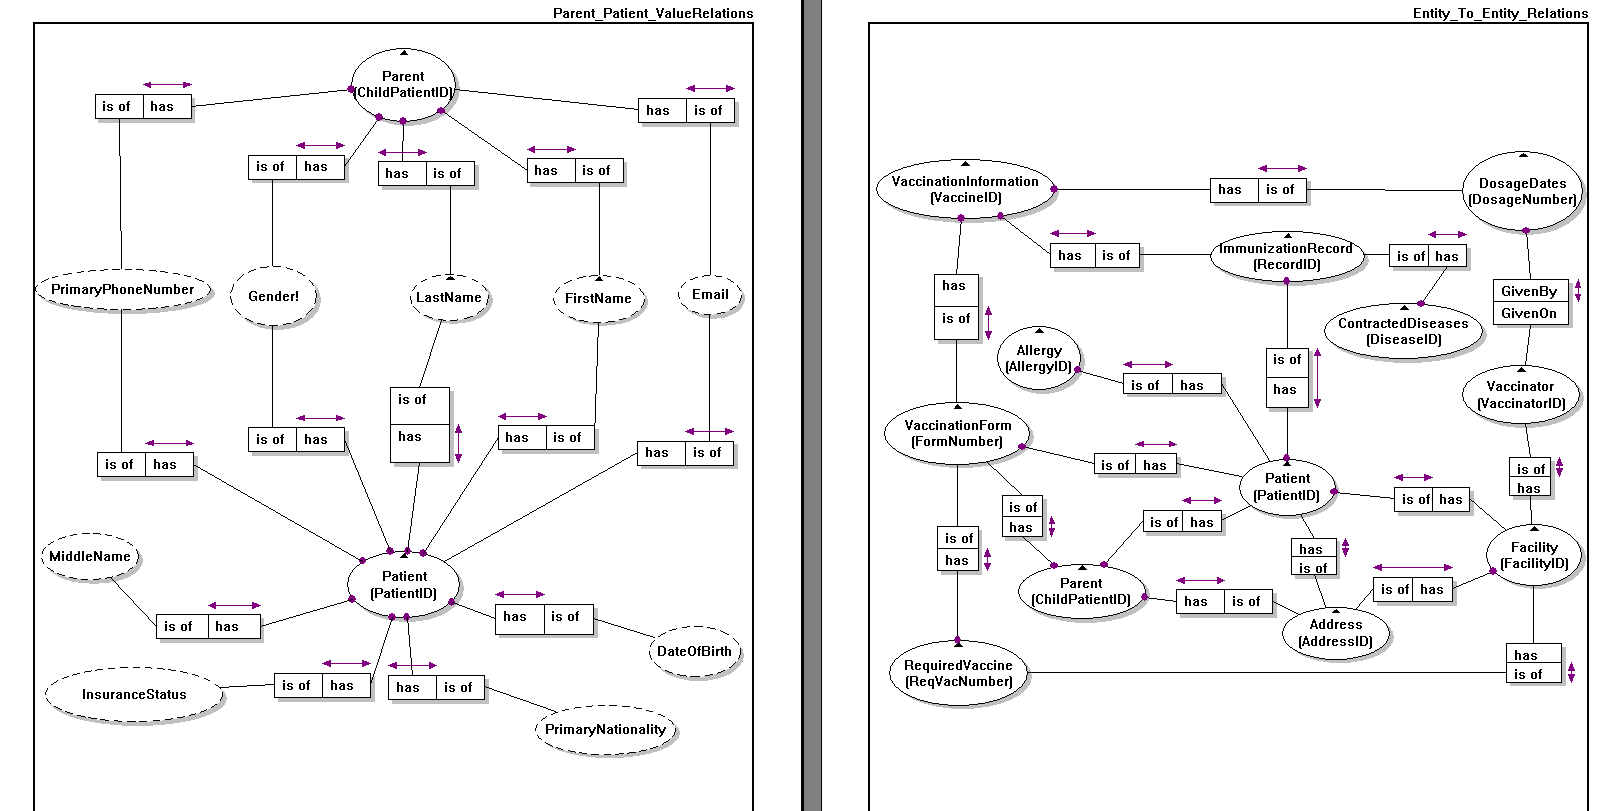 Parent_Patient_ValueRelations
Parent
(ChildPatientID)
is of has
has is of
is of has
has is of
has is of
PrimaryPhoneNumber
Gender!
LastName
FirstName
Email
is of
has
is of has
has is of
has is of
is of has
MiddleName
Patient
(PatientID)
is of has
has is of
DateOfBirth
InsuranceStatus
is of has
has is of
PrimaryNationality
Entity_To_Entity_Relations
VaccinationInformation
(VaccineID)
has is of
DosageDates
(DosageNumber)
has is of
ImmunizationRecord
(RecordID)
is of has
has
is of
GivenBy
GivenOn
ContractedDiseases
(DiseaseID)
Allergy
(AllergyID)
is of has
is of
has
Vaccinator
(VaccinatorID)
VaccinationForm
(FormNumber)
is of has
Patient
(PatientID)
is of
has
is of has
is of
has
is of has
is of
has
has
is of
Facility
(FacilityID)
Parent
(ChildPatientID)
has is of
is of has
Address
(AddressID)
RequiredVaccine
(ReqVacNumber)
has
is of